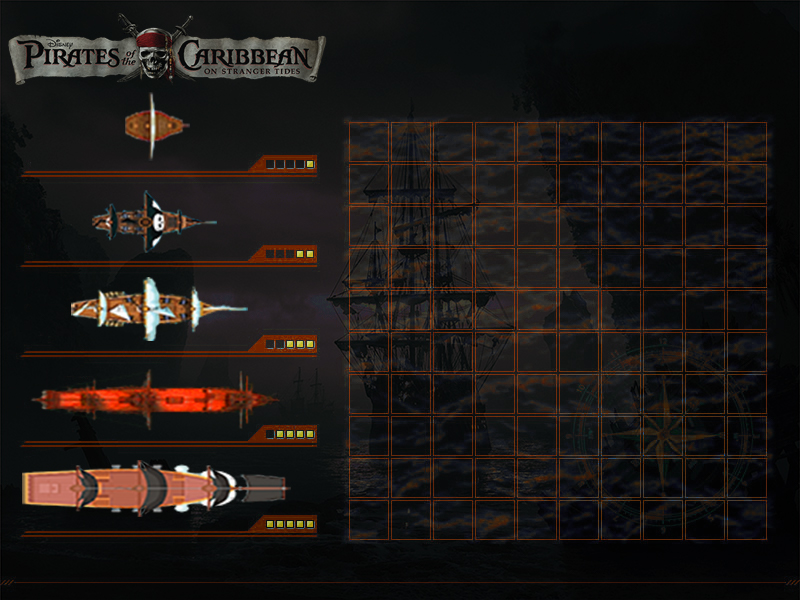 Disney
PIRATES of the CARIBBEAN
ON STRANGER TIDES